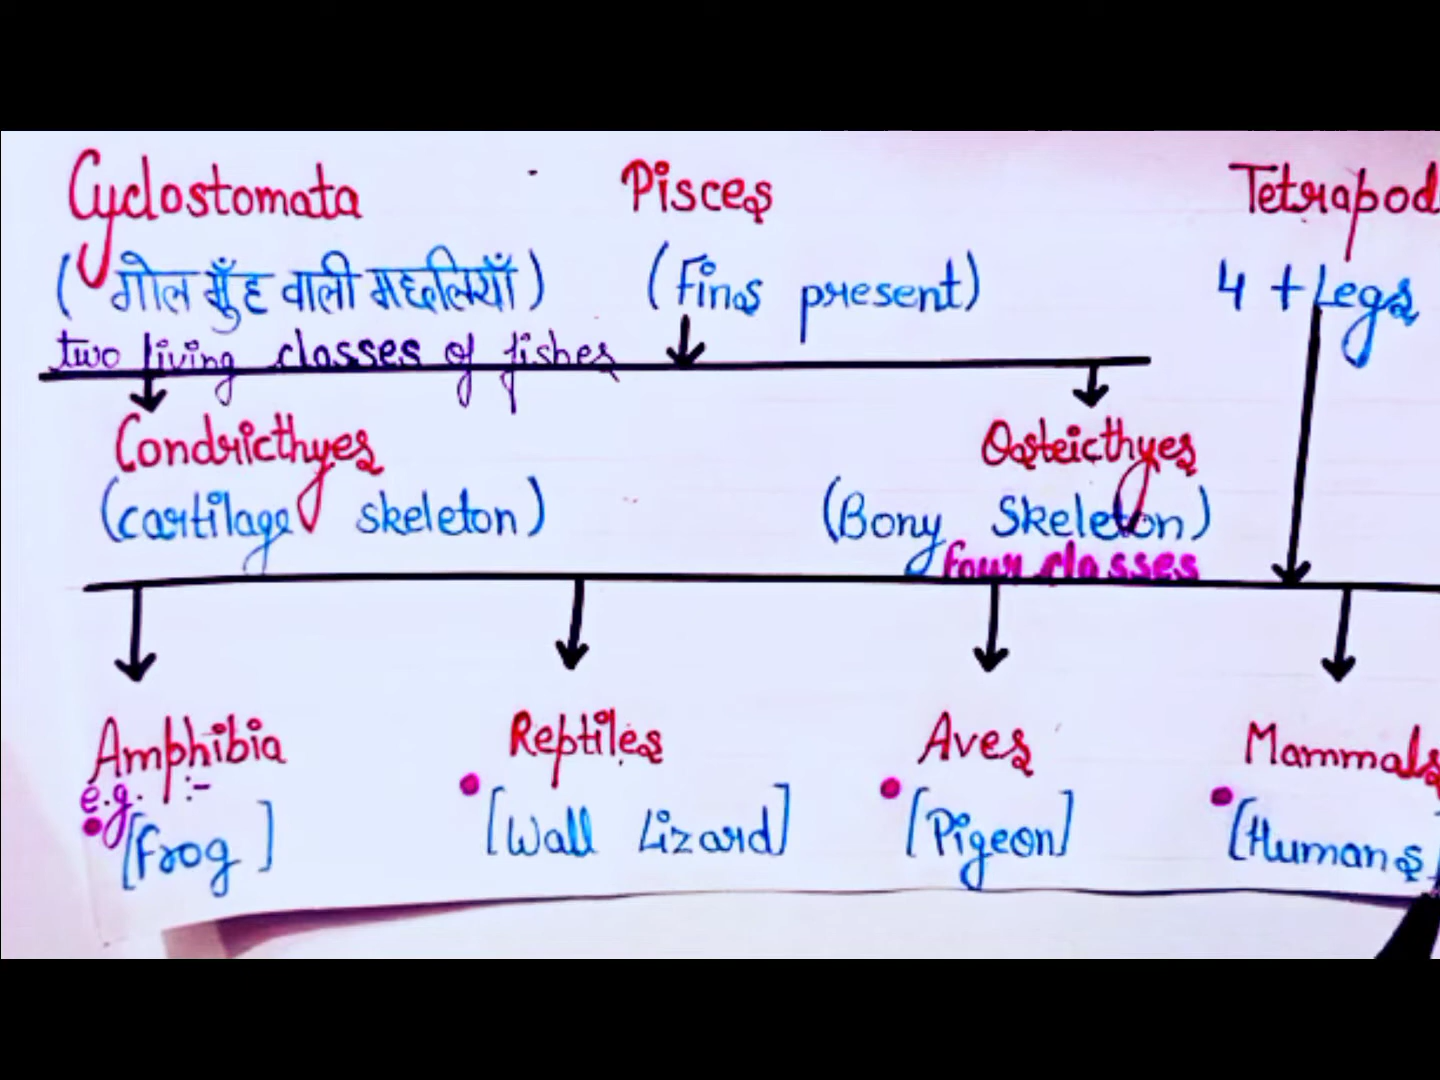 Cyclostomata
Pisces
Tetrapod
(गोल मुँह वाली मछलियाँ)
(Fins present)
4 + Legs
two living classes of fishes
Condricthyes
Osteicthyes
(cartilage skeleton)
(Bony Skeleton)
four classes
Amphibia
Reptiles
Aves
Mammals
e.g. :-
[Frog]
[Wall Lizard]
[Pigeon]
[Humans]